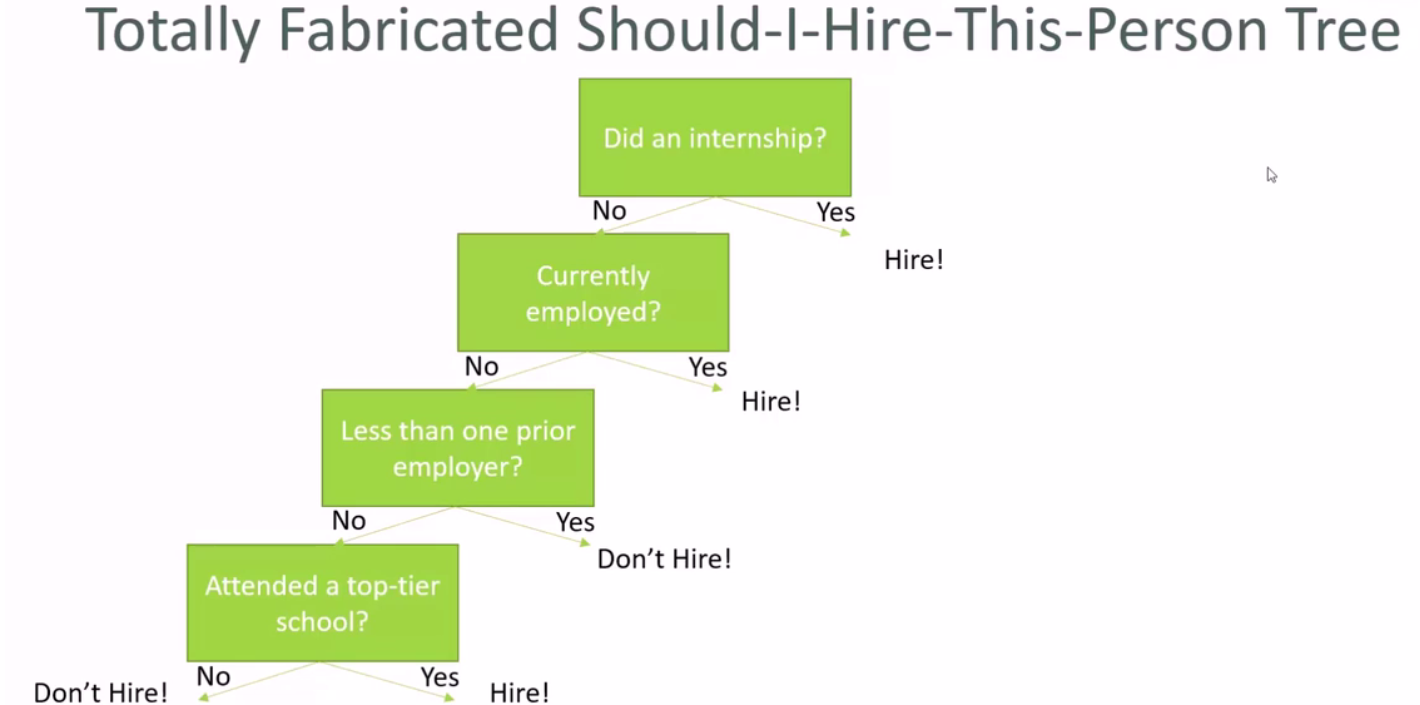 Totally Fabricated Should-I-Hire-This-Person Tree
Did an internship?
No
Yes
Hire!
Currently
employed?
No
Yes
Hire!
Less than one prior
employer?
No
Yes
Don’t Hire!
Attended a top-tier
school?
No
Yes
Don’t Hire!
Hire!